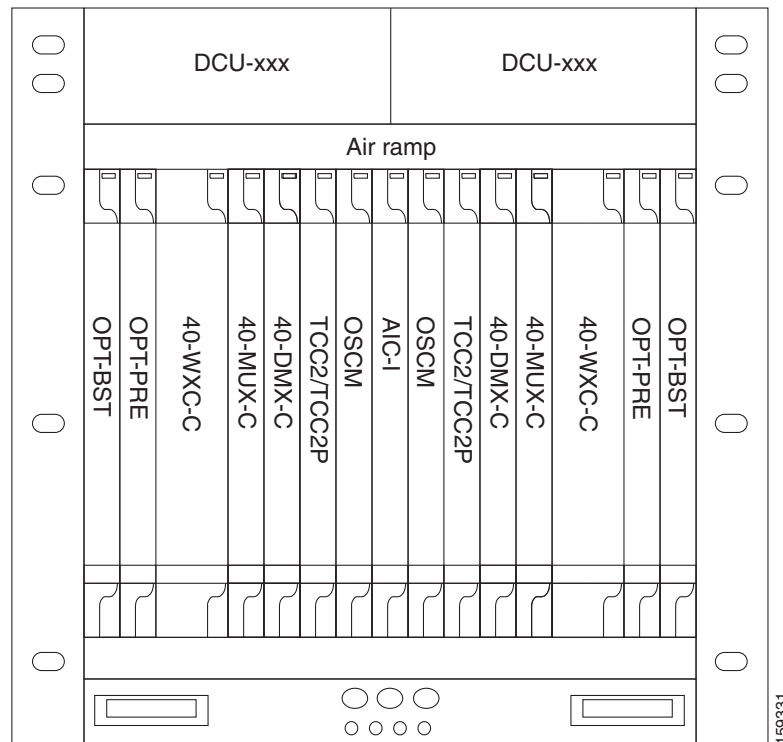 DCU-xxx
DCU-xxx
Air ramp
OPT-BST
OPT-PRE
40-WXC-C
40-MUX-C
40-DMX-C
TCC2/TCC2P
OSCM
AIC-I
OSCM
TCC2/TCC2P
40-DMX-C
40-MUX-C
40-WXC-C
OPT-PRE
OPT-BST
159331